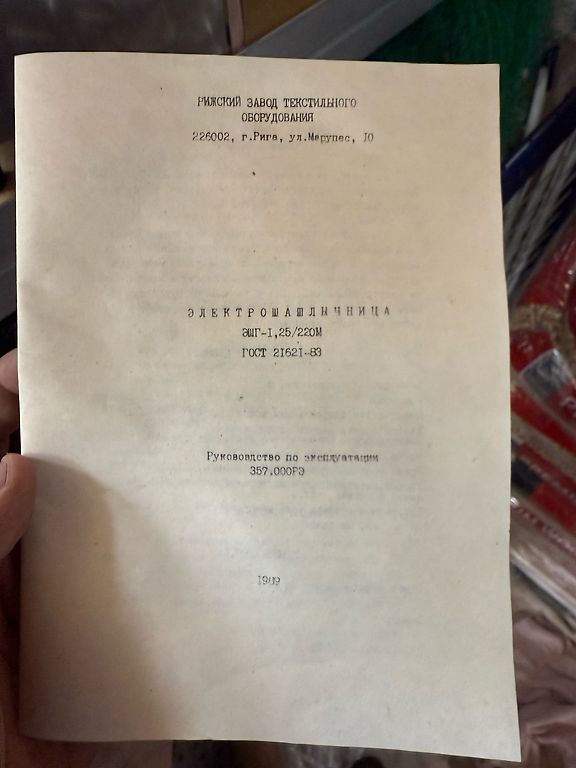 РИЖСКИЙ ЗАВОД ТЕКСТИЛЬНОГО
ОБОРУДОВАНИЯ
226002, г.Рига, ул.Марупес, 10
ЭЛЕКТРОШАШЛЫЧНИЦА
ЭШГ-1,25/220М
ГОСТ 21621-83
Руководство по эксплуатации
357.000РЭ
1989